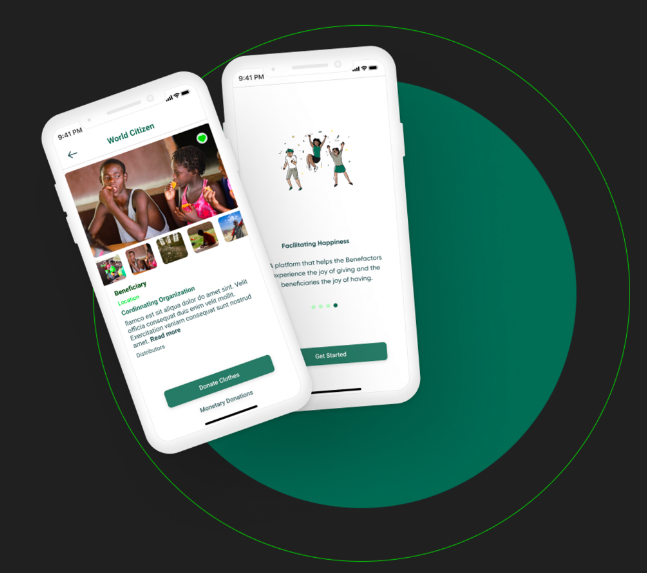 9:41 PM
World Citizen
Beneficiary
Location
Cordinnating Organization
llamco est sit aliqua dolor do amet sint. Velit
officia consequat duis enim velit mollit.
Exercitation veniam consequat sunt nostrud
amet. Read more
Distributors
Donate Clothes
Monetary Donations
9:41 PM
Facilitating Happiness
A platform that helps the Benefactors
experience the joy of giving and the
beneficiaries the joy of having.
Get Started